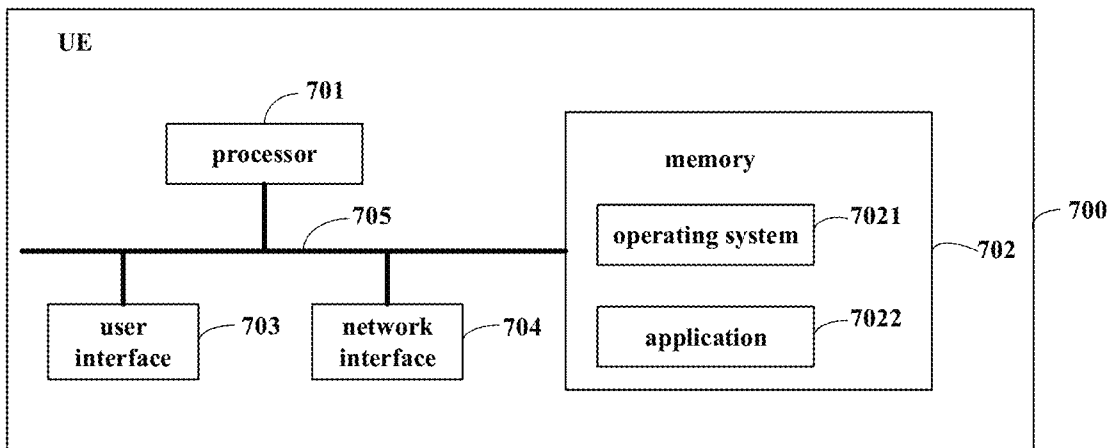 UE
701
processor
705
memory
operating system
7021
700
702
user
interface
703
network
interface
704
application
7022